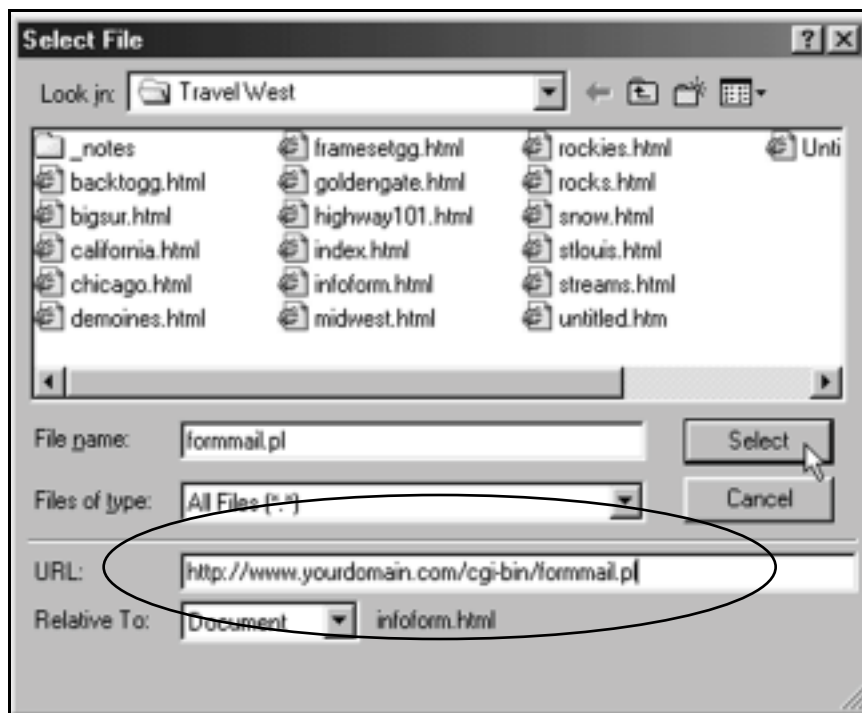 Select File
Look in: Travel West
_notes framesetgg.html rockies.html Unti
backtogg.html goldengate.html rocks.html
bigsur.html highway101.html snow.html
california.html index.html stlouis.html
chicago.html infoform.html streams.html
demoines.html midwest.html untitled.htm
File name: formmail.pl Select
Files of type: All Files (*.*) Cancel
URL: http://www.yourdomain.com/cgi-bin/formmail.pl
Relative To: Document infoform.html